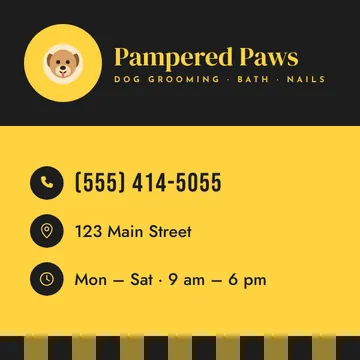 Pampered Paws
DOG GROOMING · BATH · NAILS
(555) 414-5055
123 Main Street
Mon – Sat · 9 am – 6 pm